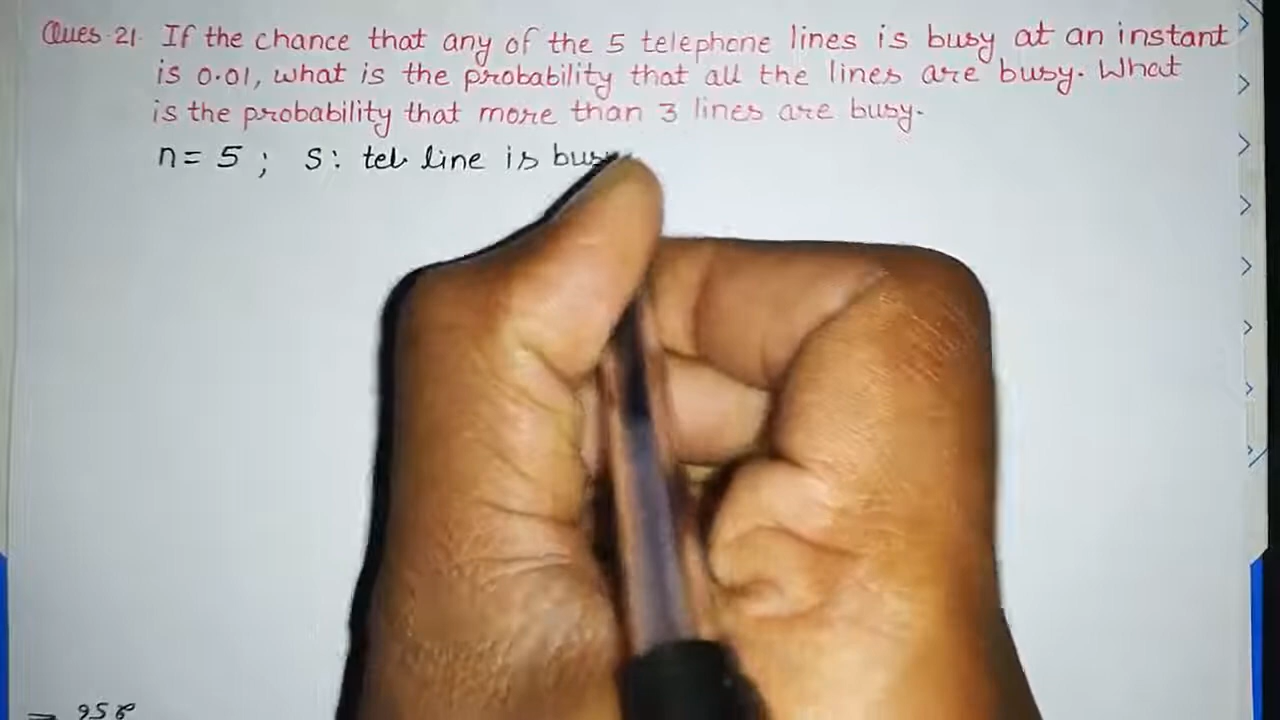 Ques 21. If the chance that any of the 5 telephone lines is busy at an instant
is 0.01, what is the probability that all the lines are busy. What
is the probability that more than 3 lines are busy.
n = 5 ; S : tel. line is bus